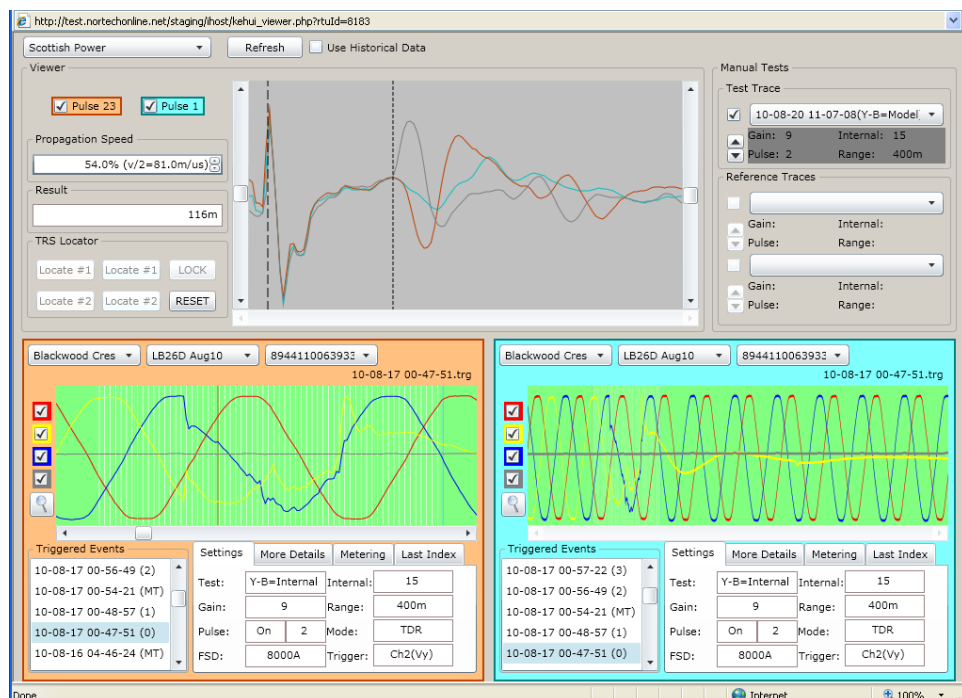 http://test.nortechonline.net/staging/ihost/kehui_viewer.php?rtuId=8183
Scottish Power
Refresh
Use Historical Data
Viewer
Pulse 23
Pulse 1
Propagation Speed
54.0% (v/2=81.0m/us)
Result
116m
TRS Locator
Locate #1 Locate #1 LOCK
Locate #2 Locate #2 RESET
Manual Tests
Test Trace
10-08-20 11-07-08(Y-B=Model
Gain: 9 Internal: 15
Pulse: 2 Range: 400m
Reference Traces
Gain: Internal:
Pulse: Range:
Gain: Internal:
Pulse: Range:
Blackwood Cres LB26D Aug10 8944110063933
10-08-17 00-47-51.trg
Triggered Events
10-08-17 00-56-49 (2)
10-08-17 00-54-21 (MT)
10-08-17 00-48-57 (1)
10-08-17 00-47-51 (0)
10-08-16 04-46-24 (MT)
Settings More Details Metering Last Index
Test: Y-B=Internal Internal: 15
Gain: 9 Range: 400m
Pulse: On 2 Mode: TDR
FSD: 8000A Trigger: Ch2(Vy)
Blackwood Cres LB26D Aug10 8944110063933
10-08-17 00-47-51.trg
Triggered Events
10-08-17 00-57-22 (3)
10-08-17 00-56-49 (2)
10-08-17 00-54-21 (MT)
10-08-17 00-48-57 (1)
10-08-17 00-47-51 (0)
Settings More Details Metering Last Index
Test: Y-B=Internal Internal: 15
Gain: 9 Range: 400m
Pulse: On 2 Mode: TDR
FSD: 8000A Trigger: Ch2(Vy)
Done Internet 100%